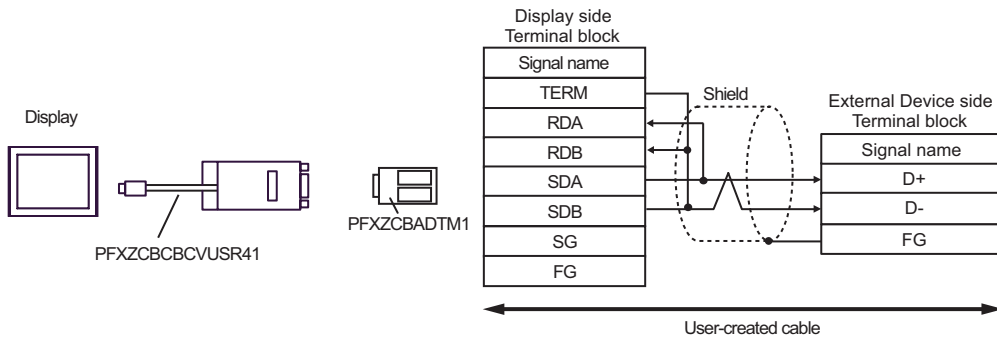 Display
PFXZCBCBCVUSR41
PFXZCBADTM1
Display side
Terminal block
Signal name
TERM
RDA
RDB
SDA
SDB
SG
FG
Shield
External Device side
Terminal block
Signal name
D+
D-
FG
User-created cable